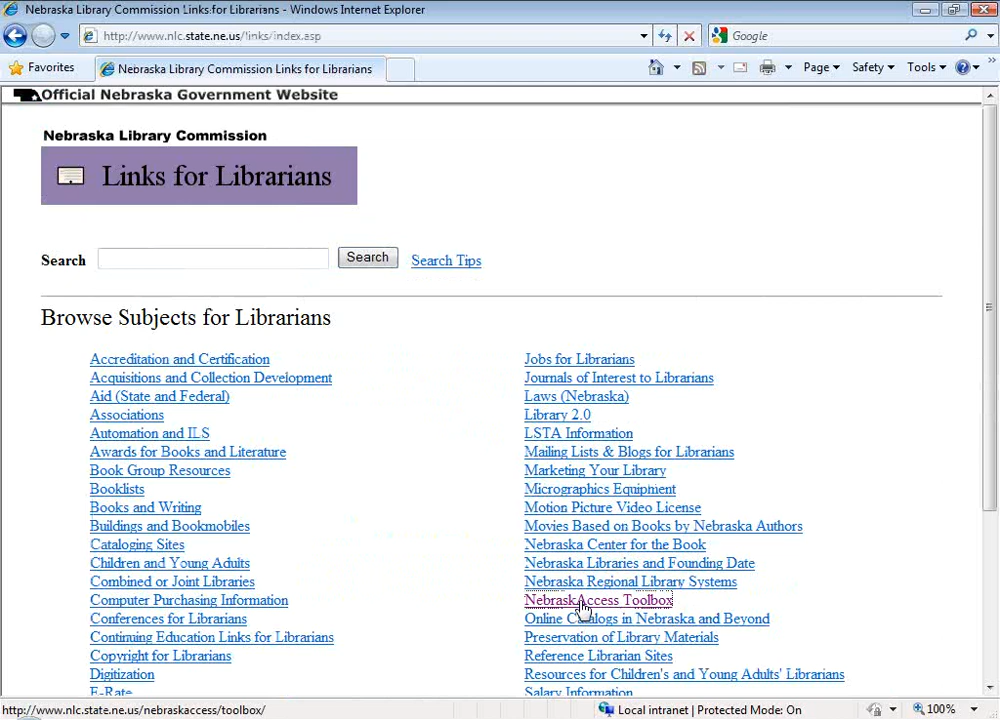 Nebraska Library Commission Links for Librarians - Windows Internet Explorer
http://www.nlc.state.ne.us/links/index.asp
Google
Favorites
Nebraska Library Commission Links for Librarians
Page
Safety
Tools
Official Nebraska Government Website
Nebraska Library Commission
Links for Librarians
Search
Search
Search Tips
Browse Subjects for Librarians
Accreditation and Certification
Acquisitions and Collection Development
Aid (State and Federal)
Associations
Automation and ILS
Awards for Books and Literature
Book Group Resources
Booklists
Books and Writing
Buildings and Bookmobiles
Cataloging Sites
Children and Young Adults
Combined or Joint Libraries
Computer Purchasing Information
Conferences for Librarians
Continuing Education Links for Librarians
Copyright for Librarians
Digitization
E-Rate
Jobs for Librarians
Journals of Interest to Librarians
Laws (Nebraska)
Library 2.0
LSTA Information
Mailing Lists & Blogs for Librarians
Marketing Your Library
Micrographics Equipment
Motion Picture Video License
Movies Based on Books by Nebraska Authors
Nebraska Center for the Book
Nebraska Libraries and Founding Date
Nebraska Regional Library Systems
NebraskAccess Toolbox
Online Catalogs in Nebraska and Beyond
Preservation of Library Materials
Reference Librarian Sites
Resources for Children's and Young Adults' Librarians
Salary Information
http://www.nlc.state.ne.us/nebraskaccess/toolbox/
Local intranet | Protected Mode: On
100%